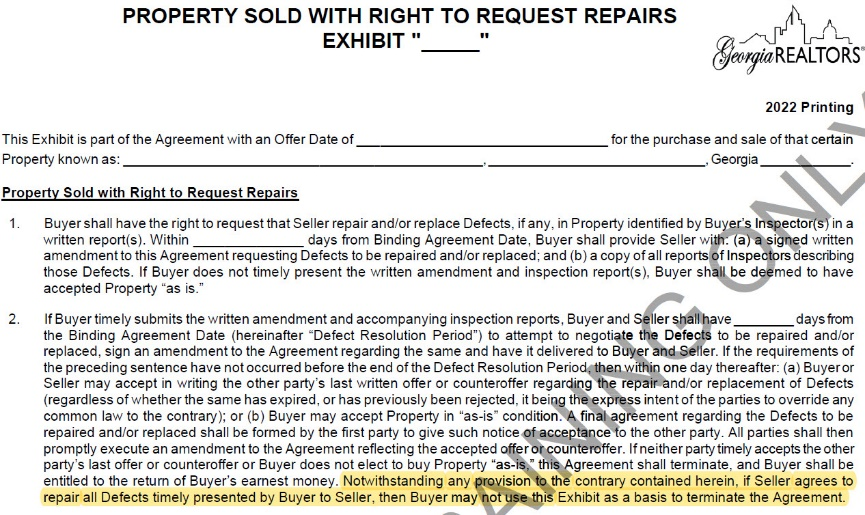 PROPERTY SOLD WITH RIGHT TO REQUEST REPAIRS
EXHIBIT "_____"
Georgia REALTORS®
2022 Printing
This Exhibit is part of the Agreement with an Offer Date of ______________ for the purchase and sale of that certain
Property known as: ______________, ______________, Georgia ________.
Property Sold with Right to Request Repairs
1. Buyer shall have the right to request that Seller repair and/or replace Defects, if any, in Property identified by Buyer's Inspector(s) in a
written report(s). Within ____________ days from Binding Agreement Date, Buyer shall provide Seller with: (a) a signed written
amendment to this Agreement requesting Defects to be repaired and/or replaced; and (b) a copy of all reports of Inspectors describing
those Defects. If Buyer does not timely present the written amendment and inspection report(s), Buyer shall be deemed to have
accepted Property “as is.”
2. If Buyer timely submits the written amendment and accompanying inspection reports, Buyer and Seller shall have ________ days from
the Binding Agreement Date (hereinafter “Defect Resolution Period”) to attempt to negotiate the Defects to be repaired and/or
replaced, sign an amendment to the Agreement regarding the same and have it delivered to Buyer and Seller. If the requirements of
the preceding sentence have not occurred before the end of the Defect Resolution Period, then within one day thereafter: (a) Buyer or
Seller may accept in writing the other party's last written offer or counteroffer regarding the repair and/or replacement of Defects
(regardless of whether the same has expired, or has previously been rejected, it being the express intent of the parties to override any
common law to the contrary); or (b) Buyer may accept Property in “as-is” condition. A final agreement regarding the Defects to be
repaired and/or replaced shall be formed by the first party to give such notice of acceptance to the other party. All parties shall then
promptly execute an amendment to the Agreement reflecting the accepted offer or counteroffer. If neither party timely accepts the other
party's last offer or counteroffer or Buyer does not elect to buy Property “as-is,” this Agreement shall terminate, and Buyer shall be
entitled to the return of Buyer's earnest money. Notwithstanding any provision to the contrary contained herein, if Seller agrees to
repair all Defects timely presented by Buyer to Seller, then Buyer may not use this Exhibit as a basis to terminate the Agreement.
TRAINING ONLY